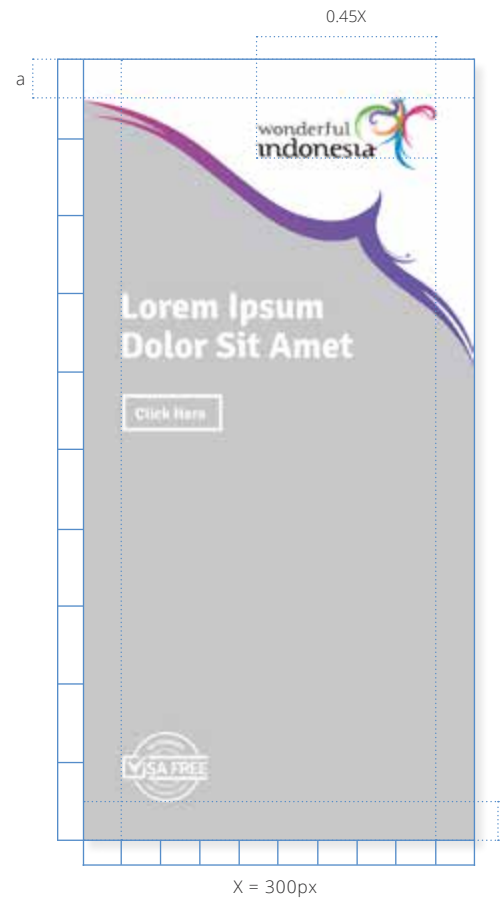 0.45X
a
wonderful
indonesia
Lorem Ipsum
Dolor Sit Amet
Click Here
VISA FREE
X = 300px